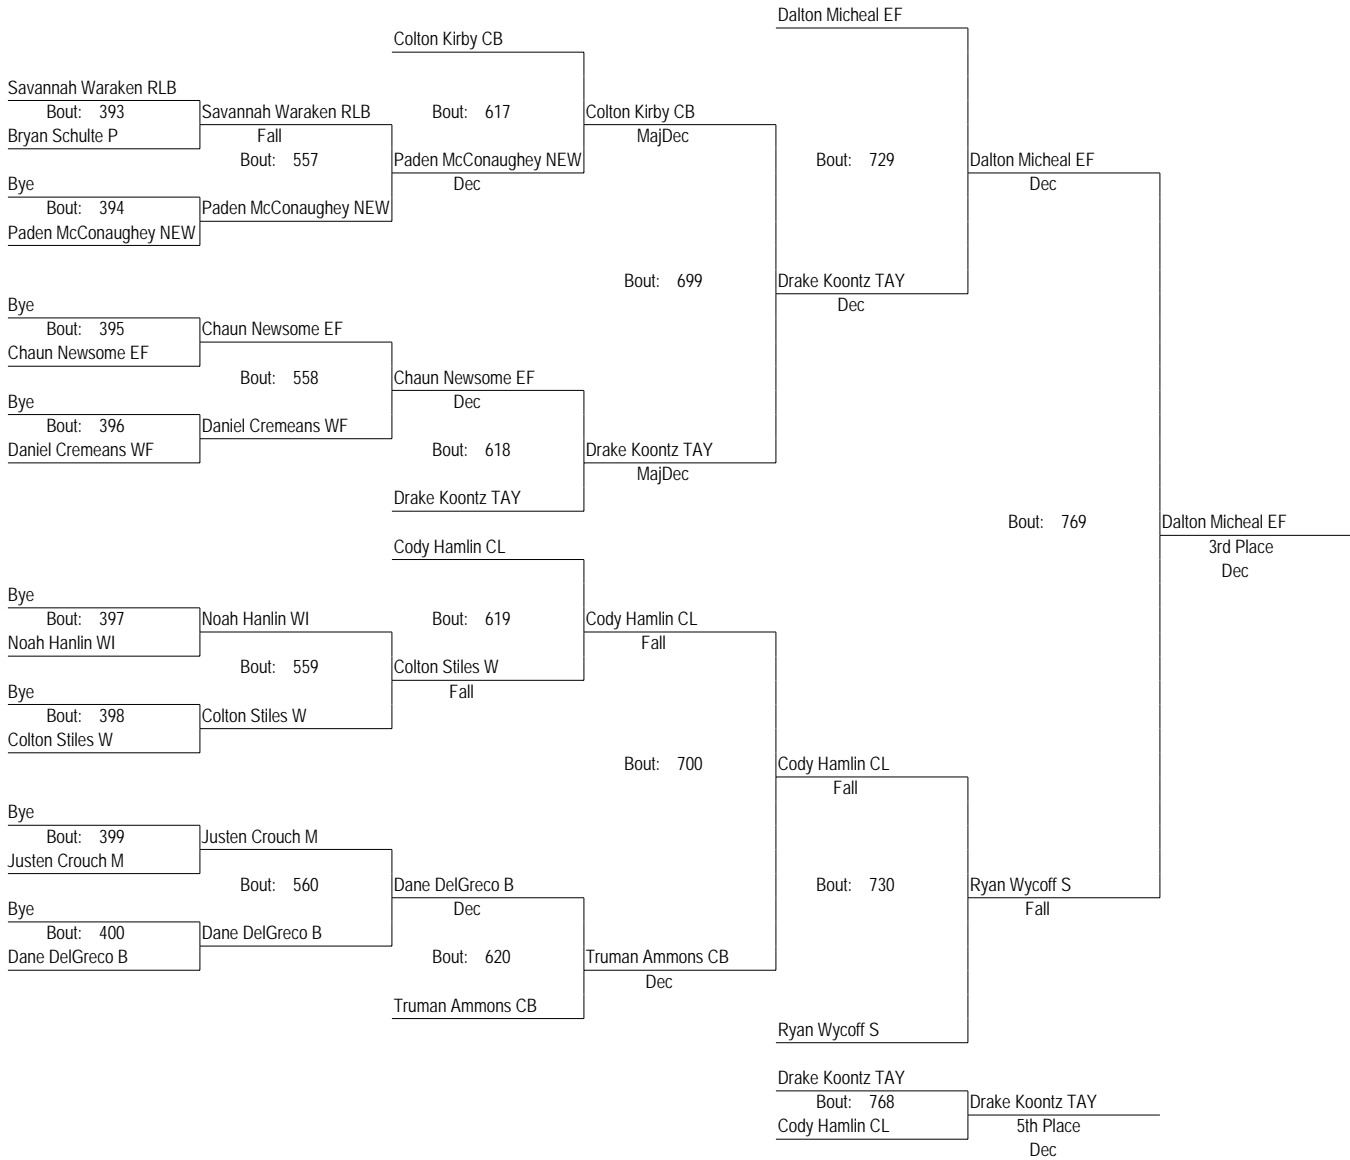 Dalton Micheal EF
Colton Kirby CB
Savannah Waraken RLB
Bout: 393
Savannah Waraken RLB
Bout: 617
Colton Kirby CB
Bryan Schulte P
Fall
MajDec
Bout: 557
Paden McConaughey NEW
Bout: 729
Dalton Micheal EF
Bye
Dec
Dec
Bout: 394
Paden McConaughey NEW
Paden McConaughey NEW
Bout: 699
Drake Koontz TAY
Bye
Dec
Bout: 395
Chaun Newsome EF
Chaun Newsome EF
Bout: 558
Chaun Newsome EF
Bye
Dec
Bout: 396
Daniel Cremeans WF
Daniel Cremeans WF
Bout: 618
Drake Koontz TAY
MajDec
Drake Koontz TAY
Bout: 769
Dalton Micheal EF
Cody Hamlin CL
3rd Place
Dec
Bye
Bout: 397
Noah Hanlin WI
Bout: 619
Cody Hamlin CL
Noah Hanlin WI
Fall
Bout: 559
Colton Stiles W
Bye
Fall
Bout: 398
Colton Stiles W
Colton Stiles W
Bout: 700
Cody Hamlin CL
Fall
Bye
Bout: 399
Justen Crouch M
Justen Crouch M
Bout: 560
Dane DelGreco B
Bout: 730
Ryan Wycoff S
Bye
Dec
Fall
Bout: 400
Dane DelGreco B
Dane DelGreco B
Bout: 620
Truman Ammons CB
Dec
Truman Ammons CB
Ryan Wycoff S
Drake Koontz TAY
Bout: 768
Drake Koontz TAY
Cody Hamlin CL
5th Place
Dec